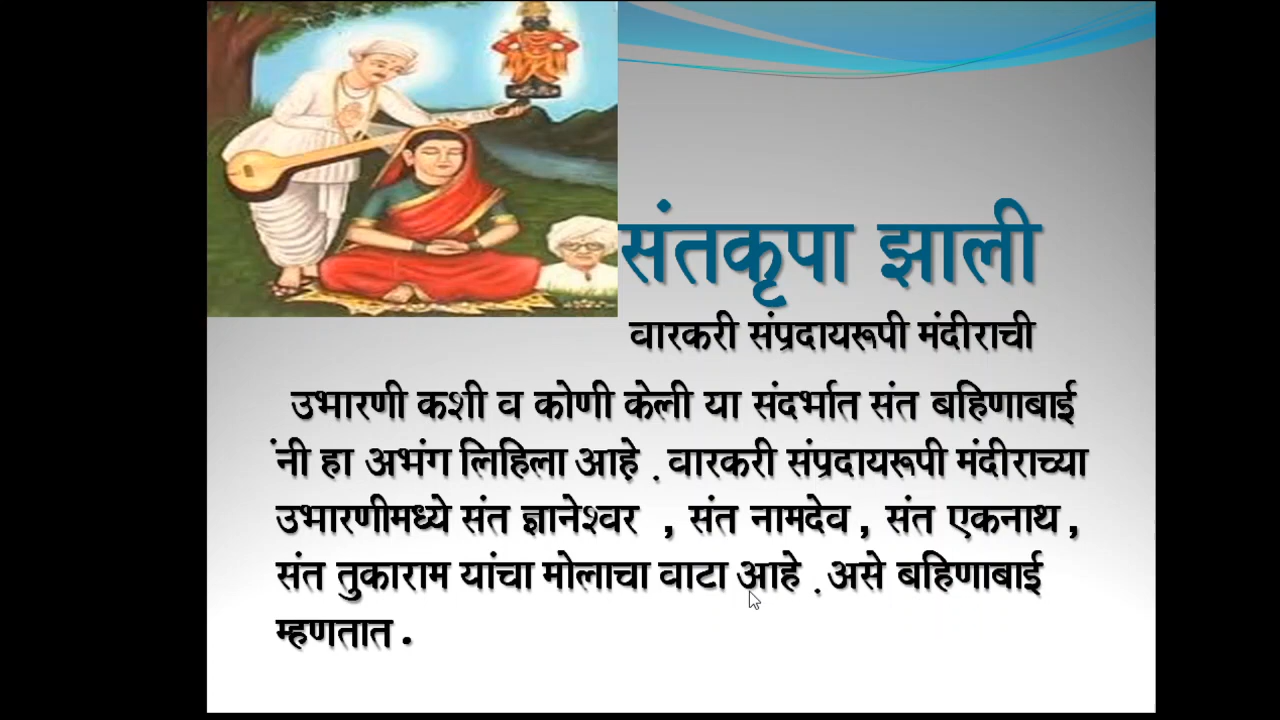 संतकृपा झाली
वारकरी संप्रदायरूपी मंदीराची
उभारणी कशी व कोणी केली या संदर्भात संत बहिणाबाई
ंनी हा अभंग लिहिला आहे .वारकरी संप्रदायरूपी मंदीराच्या
उभारणीमध्ये संत ज्ञानेश्वर , संत नामदेव , संत एकनाथ ,
संत तुकाराम यांचा मोलाचा वाटा आहे .असे बहिणाबाई
म्हणतात .